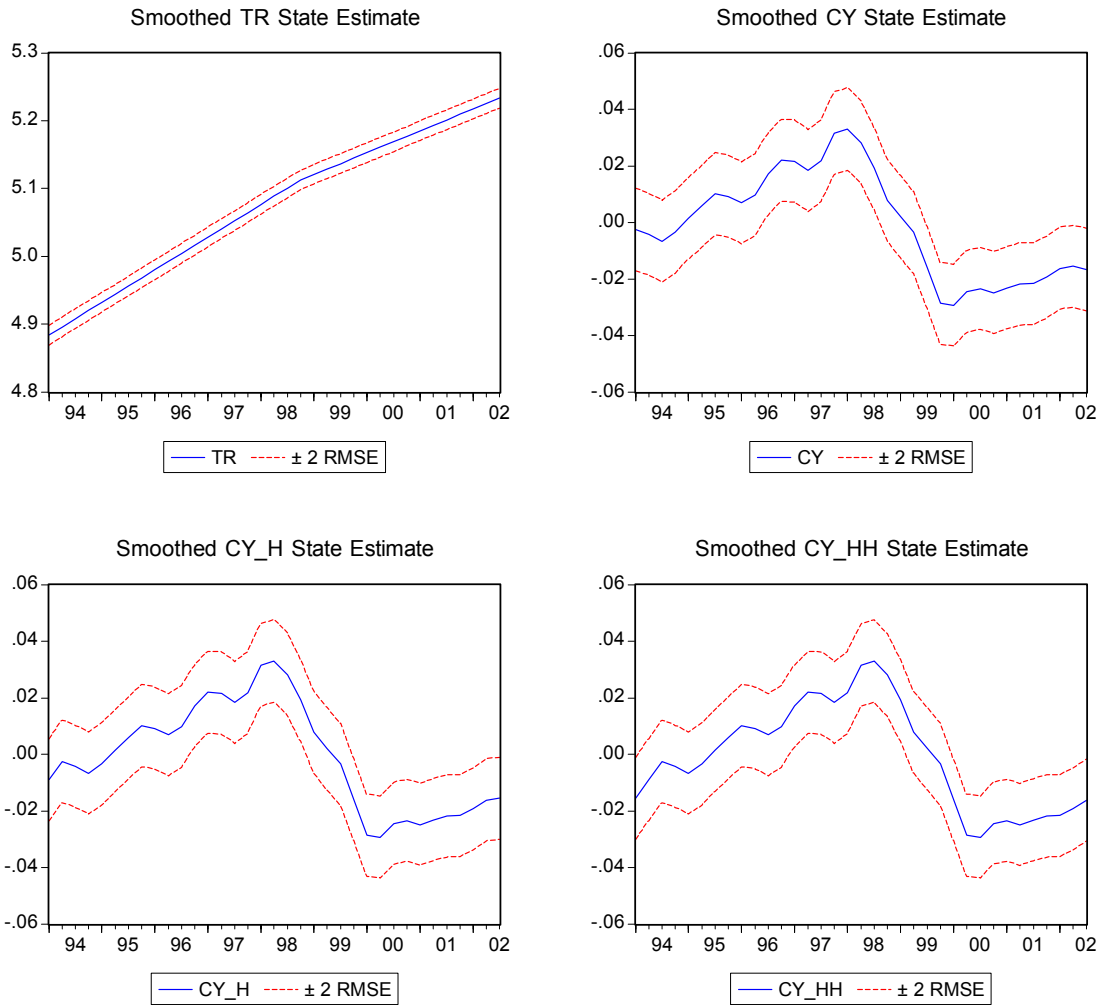 Smoothed TR State Estimate
5.3
5.2
5.1
5.0
4.9
4.8
94 95 96 97 98 99 00 01 02
TR ± 2 RMSE
Smoothed CY State Estimate
.06
.04
.02
.00
-.02
-.04
-.06
94 95 96 97 98 99 00 01 02
CY ± 2 RMSE
Smoothed CY_H State Estimate
.06
.04
.02
.00
-.02
-.04
-.06
94 95 96 97 98 99 00 01 02
CY_H ± 2 RMSE
Smoothed CY_HH State Estimate
.06
.04
.02
.00
-.02
-.04
-.06
94 95 96 97 98 99 00 01 02
CY_HH ± 2 RMSE